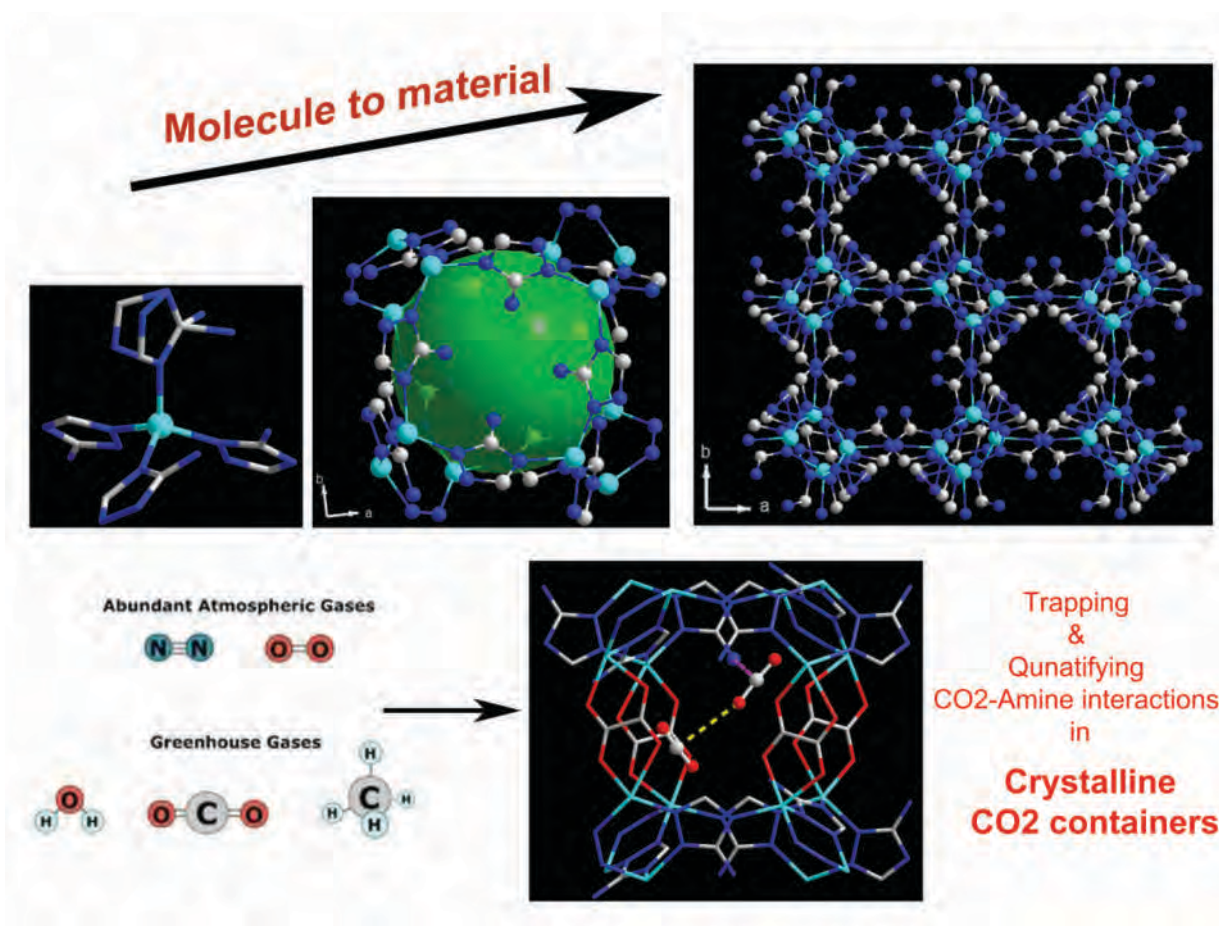 Molecule to material
b
a
b
a
Abundant Atmospheric Gases
N N
O O
Greenhouse Gases
H
O
H H
O C O
C H
H
Trapping
&
Qunatifying
CO2-Amine interactions
in
Crystalline
CO2 containers